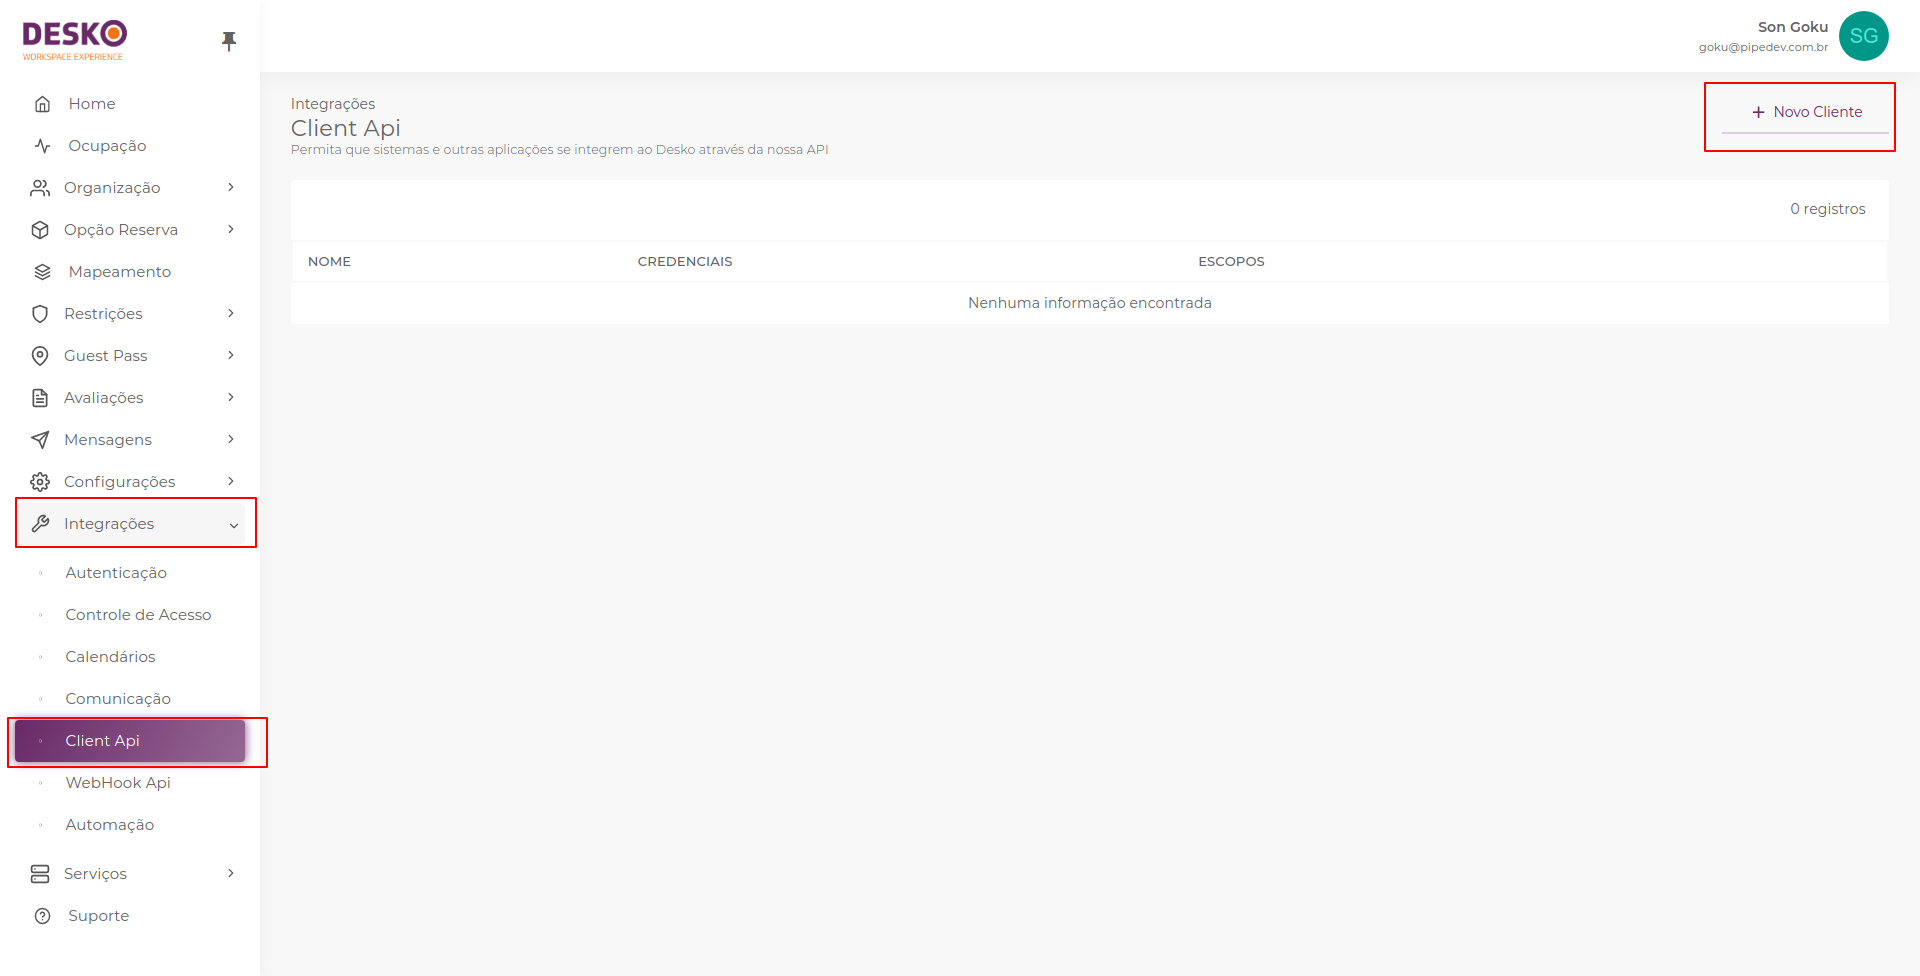 DESKO
WORKSPACE EXPERIENCE
Home
Ocupação
Organização
Opção Reserva
Mapeamento
Restrições
Guest Pass
Avaliações
Mensagens
Configurações
Integrações
Autenticação
Controle de Acesso
Calendários
Comunicação
Client Api
WebHook Api
Automação
Serviços
Suporte
Son Goku
goku@pipedev.com.br
SG
Integrações
Client Api
Permita que sistemas e outras aplicações se integrem ao Desko através da nossa API
+ Novo Cliente
0 registros
NOME CREDENCIAIS ESCOPOS
Nenhuma informação encontrada